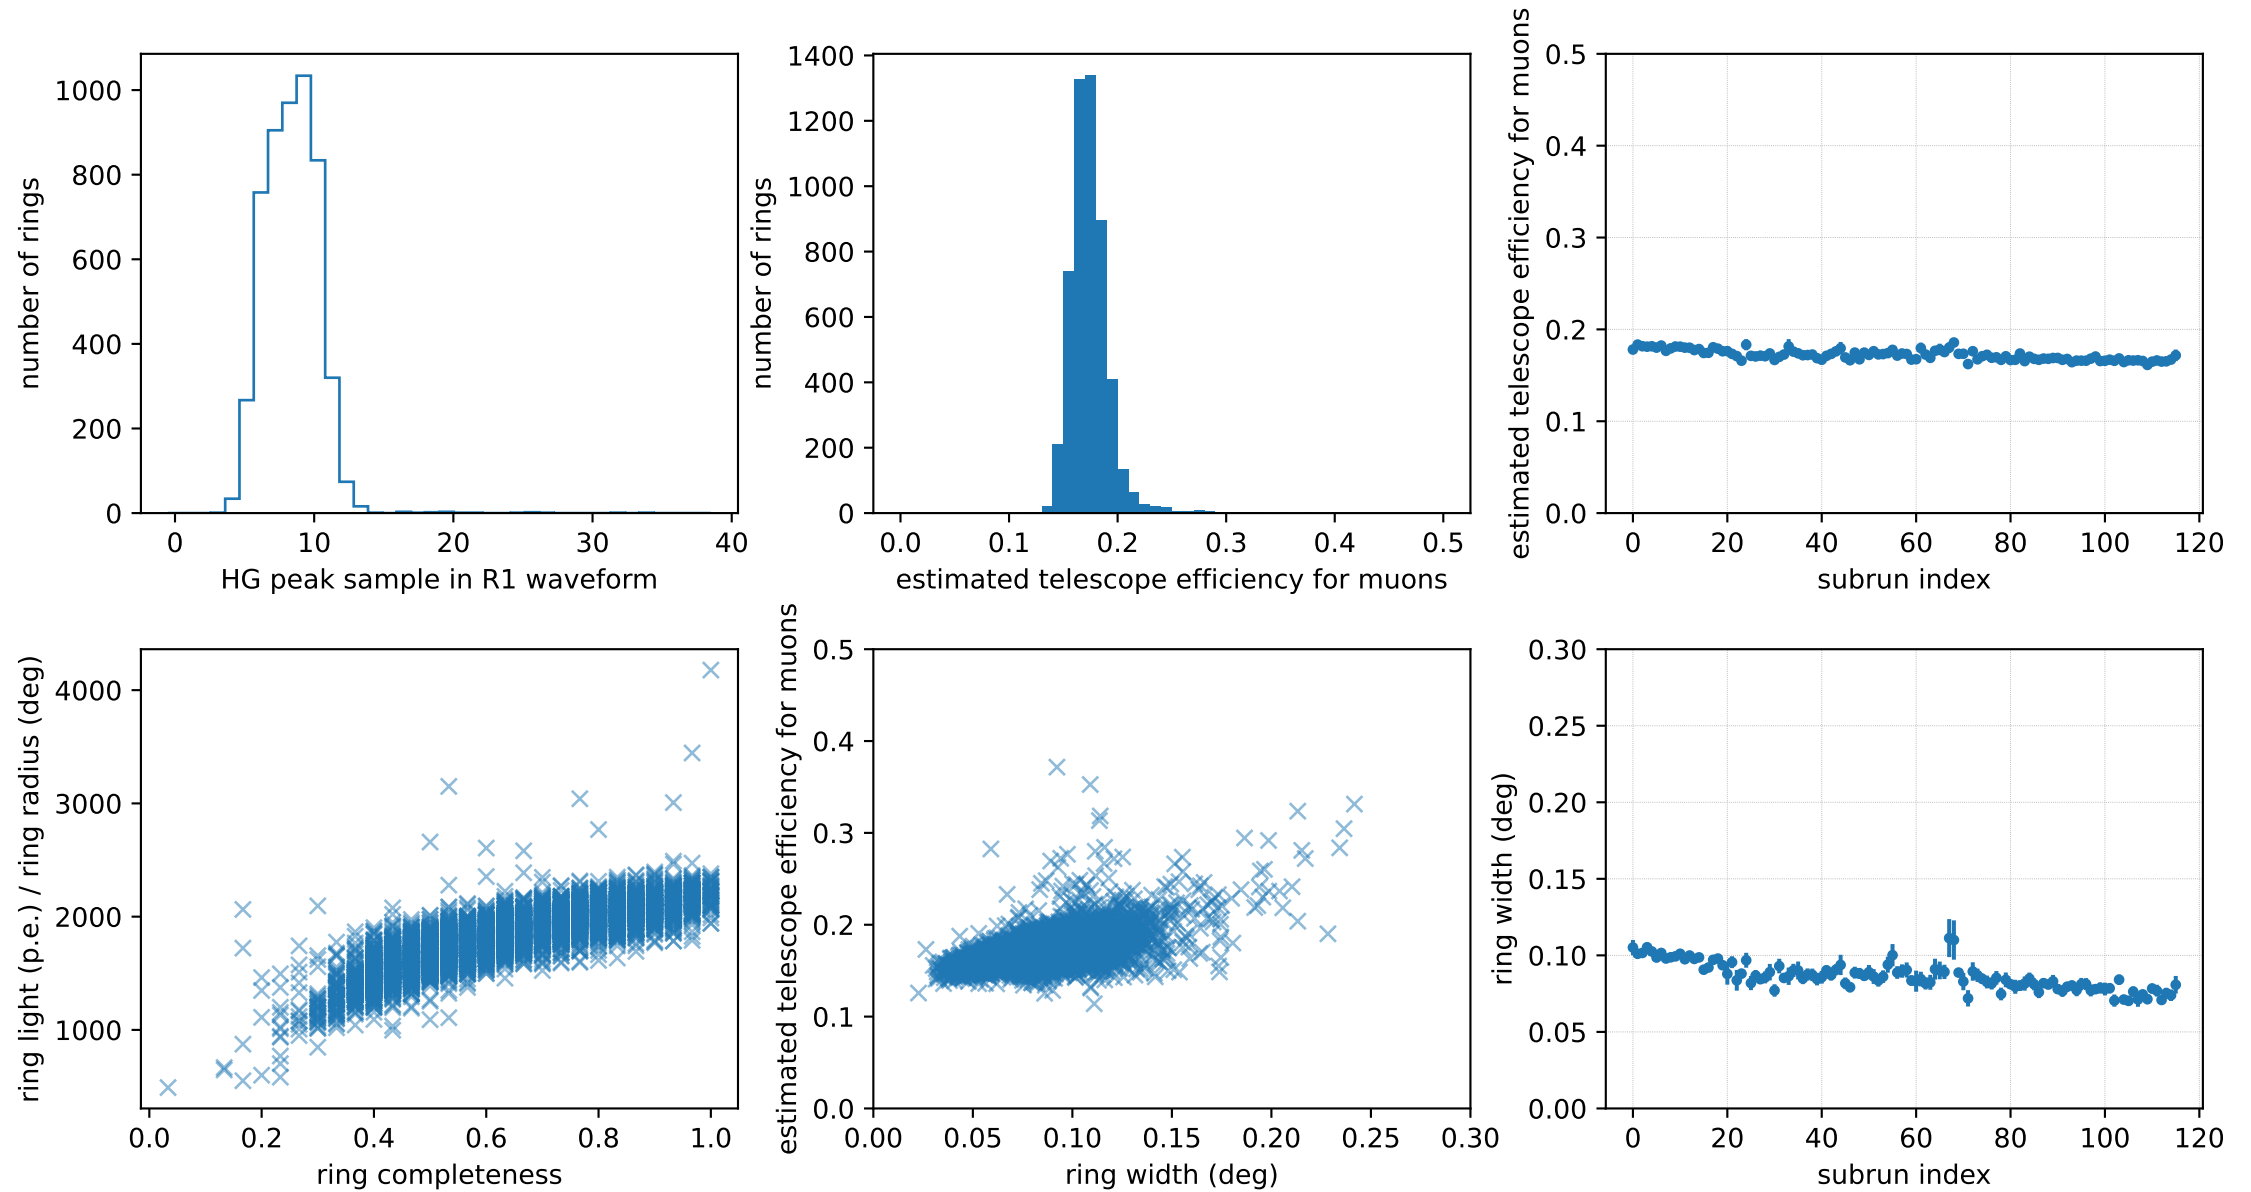 1000
800
600
400
200
0
number of rings
0 10 20 30 40
HG peak sample in R1 waveform
1400
1200
1000
800
600
400
200
0
number of rings
0.0 0.1 0.2 0.3 0.4 0.5
estimated telescope efficiency for muons
0.5
0.4
0.3
0.2
0.1
0.0
estimated telescope efficiency for muons
0 20 40 60 80 100 120
subrun index
4000
3000
2000
1000
ring light (p.e.) / ring radius (deg)
0.0 0.2 0.4 0.6 0.8 1.0
ring completeness
0.5
0.4
0.3
0.2
0.1
0.0
estimated telescope efficiency for muons
0.00 0.05 0.10 0.15 0.20 0.25 0.30
ring width (deg)
0.30
0.25
0.20
0.15
0.10
0.05
0.00
ring width (deg)
0 20 40 60 80 100 120
subrun index